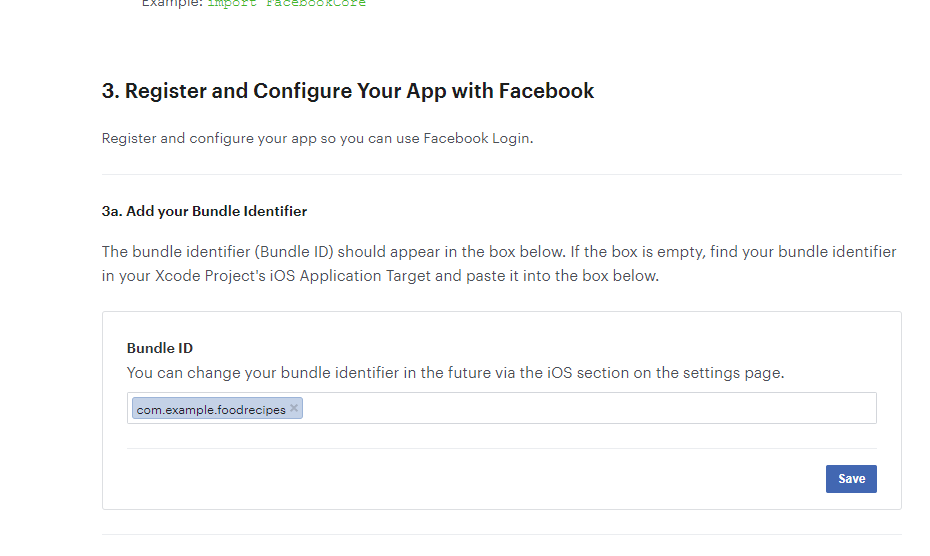 Example: import FacebookCore
3. Register and Configure Your App with Facebook
Register and configure your app so you can use Facebook Login.
3a. Add your Bundle Identifier
The bundle identifier (Bundle ID) should appear in the box below. If the box is empty, find your bundle identifier
in your Xcode Project's iOS Application Target and paste it into the box below.
Bundle ID
You can change your bundle identifier in the future via the iOS section on the settings page.
com.example.foodrecipes ×
Save